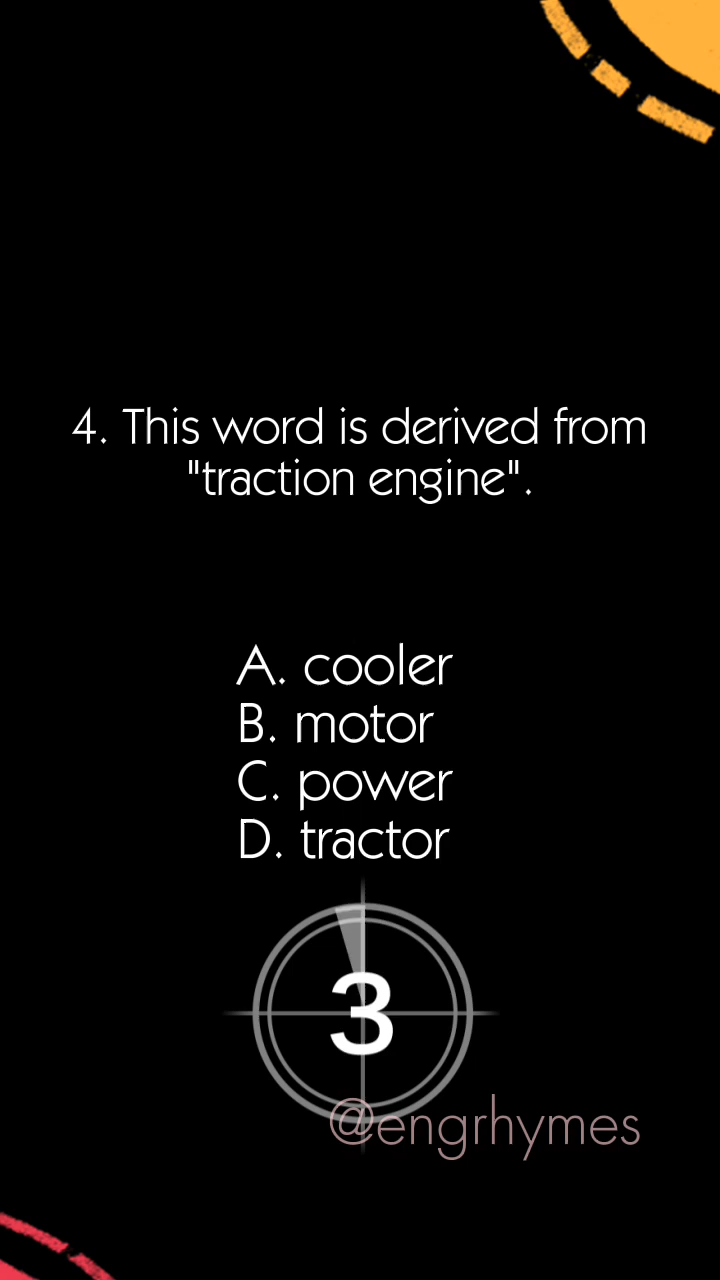 4. This word is derived from
"traction engine".
A. cooler
B. motor
C. power
D. tractor
3
@engrhymes